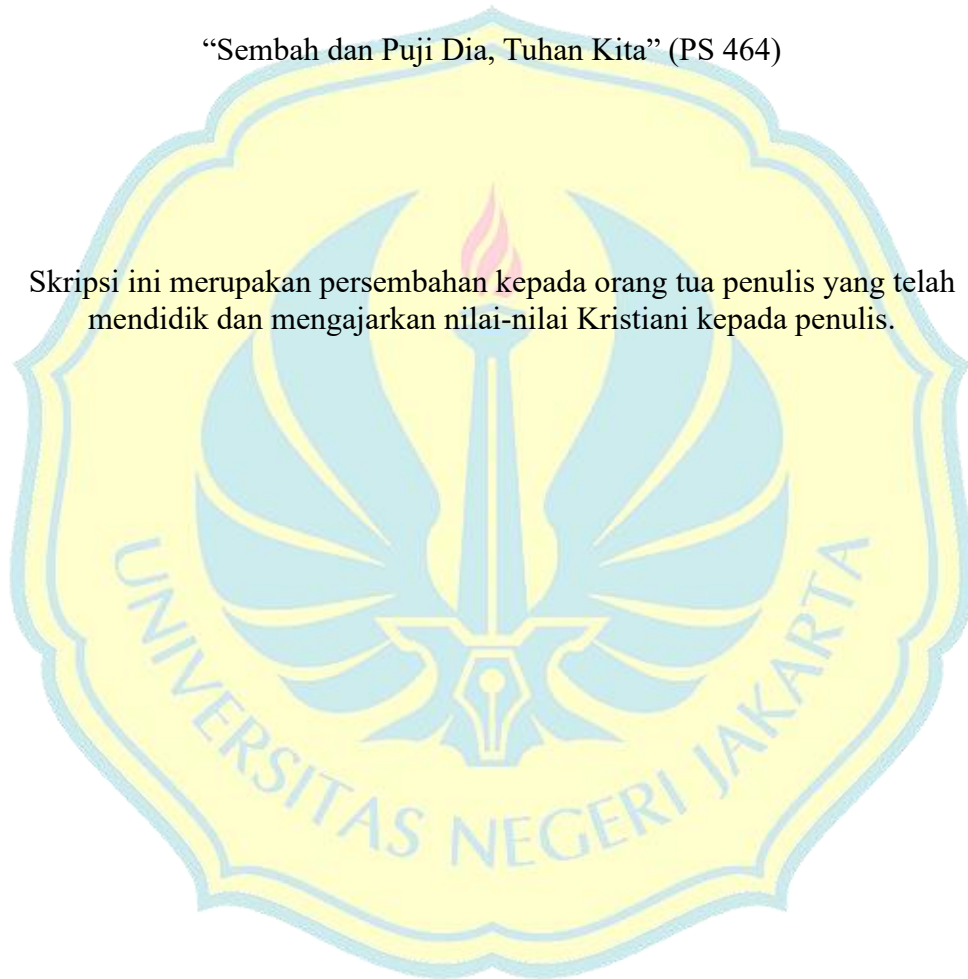 “Sembah dan Puji Dia, Tuhan Kita” (PS 464)
Skripsi ini merupakan persembahan kepada orang tua penulis yang telah
mendidik dan mengajarkan nilai-nilai Kristiani kepada penulis.
UNIVERSITAS NEGERI JAKARTA